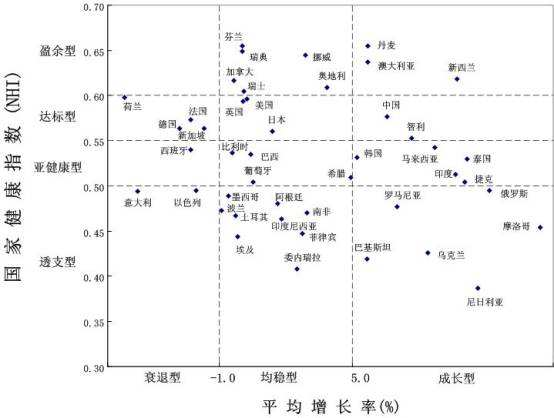 0.70
芬兰
丹麦
0.65
瑞典
挪威
澳大利亚
盈余型
加拿大
奥地利
新西兰
瑞士
0.60
荷兰
美国
中国
法国
英国
达标型
德国
日本
智利
新加坡
0.55
西班牙
比利时
巴西
韩国
马来西亚
泰国
亚健康型
葡萄牙
希腊
印度
捷克
0.50
意大利
以色列
墨西哥
阿根廷
罗马尼亚
俄罗斯
波兰
土耳其
南非
摩洛哥
0.45
印度尼西亚
菲律宾
埃及
巴基斯坦
乌克兰
透支型
委内瑞拉
0.40
尼日利亚
0.35
0.30
国家健康指数(NHI)
衰退型 -1.0 均稳型 5.0 成长型
平均增长率(%)